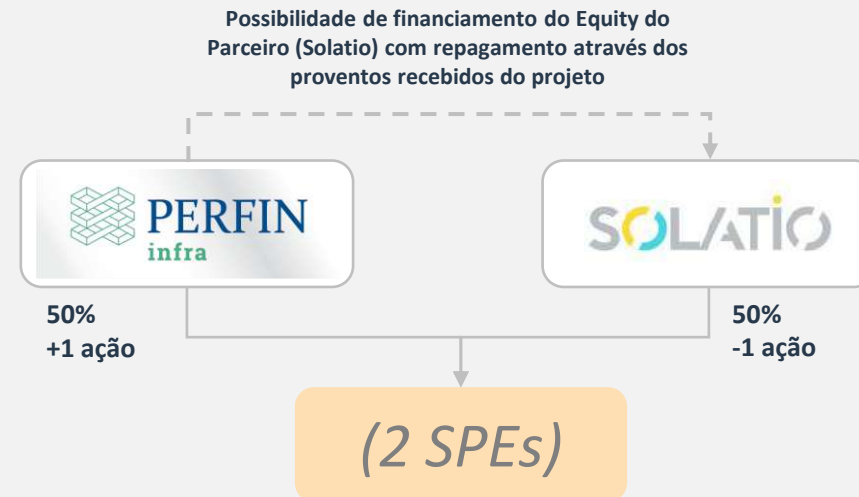 Possibilidade de financiamento do Equity do
Parceiro (Solatio) com repagamento através dos
proventos recebidos do projeto
PERFIN
infra
SOLATIO
50%
+1 ação
50%
-1 ação
(2 SPEs)